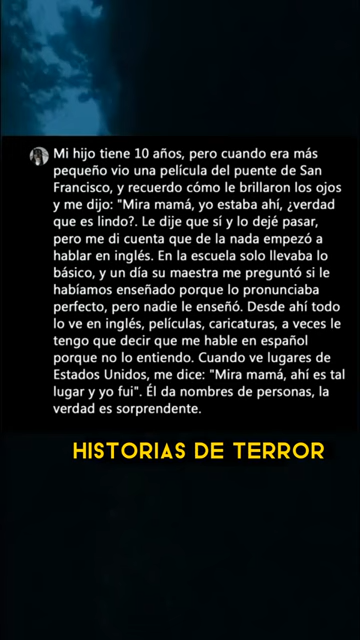 Mi hijo tiene 10 años, pero cuando era más
pequeño vio una película del puente de San
Francisco, y recuerdo cómo le brillaron los ojos
y me dijo: "Mira mamá, yo estaba ahí, ¿verdad
que es lindo?. Le dije que sí y lo dejé pasar,
pero me di cuenta que de la nada empezó a
hablar en inglés. En la escuela solo llevaba lo
básico, y un día su maestra me preguntó si le
habíamos enseñado porque lo pronunciaba
perfecto, pero nadie le enseñó. Desde ahí todo
lo ve en inglés, películas, caricaturas, a veces le
tengo que decir que me hable en español
porque no lo entiendo. Cuando ve lugares de
Estados Unidos, me dice: "Mira mamá, ahí es tal
lugar y yo fui". Él da nombres de personas, la
verdad es sorprendente.
HISTORIAS DE TERROR